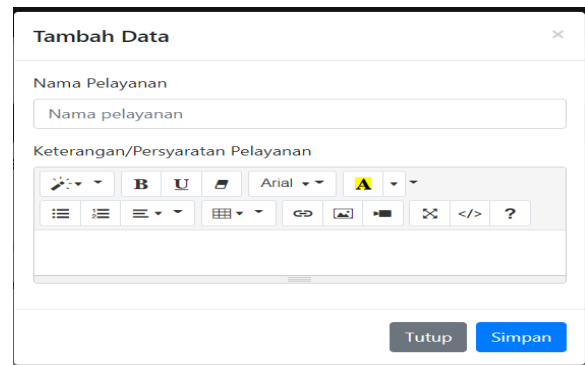 Tambah Data
×
Nama Pelayanan
Nama pelayanan
Keterangan/Persyaratan Pelayanan
B U Arial A
</> ?
Tutup Simpan